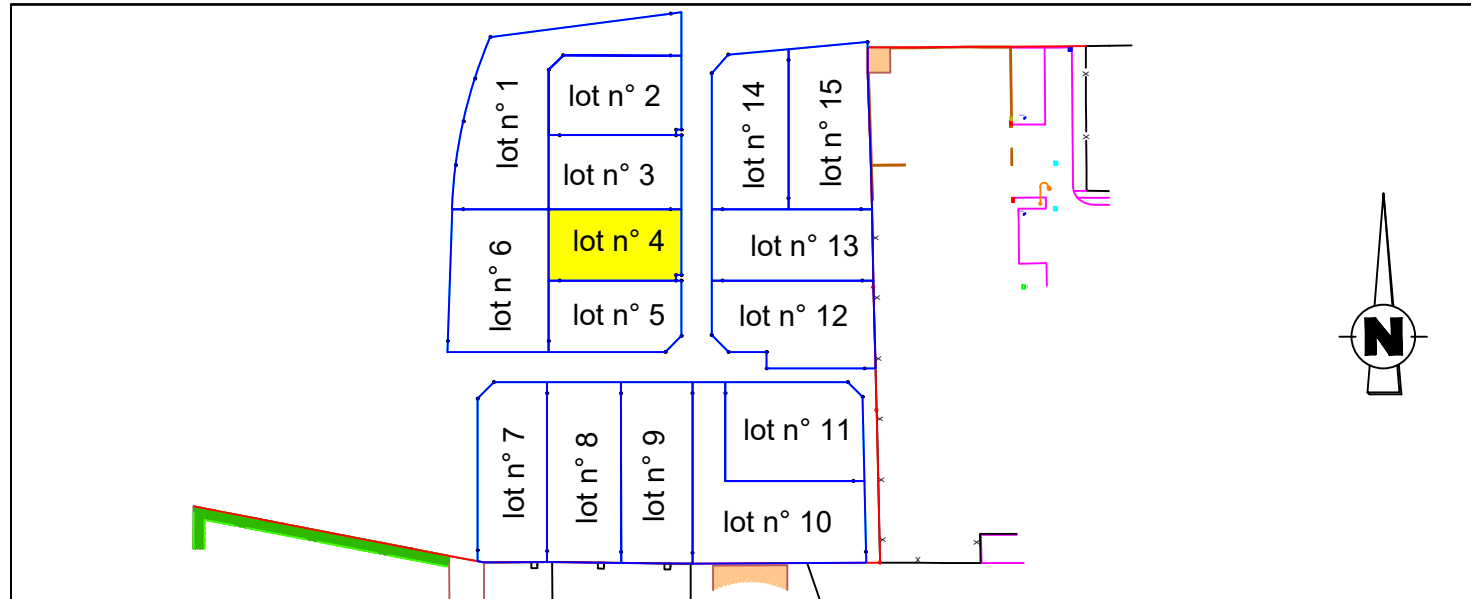 lot n° 1
lot n° 2
lot n° 14
lot n° 15
lot n° 3
lot n° 4
lot n° 13
lot n° 6
lot n° 5
lot n° 12
N
lot n° 7
lot n° 8
lot n° 9
lot n° 11
lot n° 10